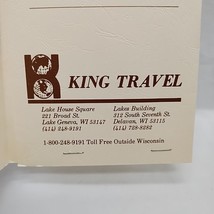 KING TRAVEL
Lake House Square
221 Broad St.
Lake Geneva, WI 53147
(414) 248-9191
Lakes Building
312 South Seventh St.
Delavan, WI 53115
(414) 728-8282
1-800-248-9191 Toll Free Outside Wisconsin